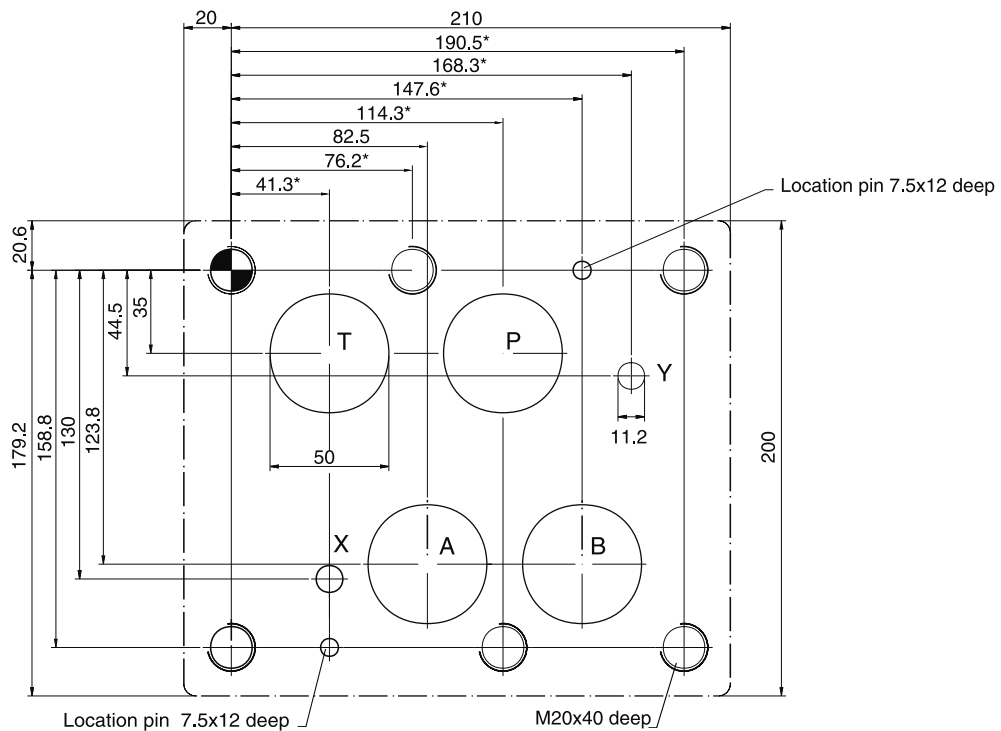 20
210
190.5*
168.3*
147.6*
114.3*
82.5
76.2*
41.3*
Location pin 7.5x12 deep
20.6
35
44.5
T
P
Y
11.2
179.2
158.8
130
123.8
50
200
X
A
B
Location pin 7.5x12 deep
M20x40 deep